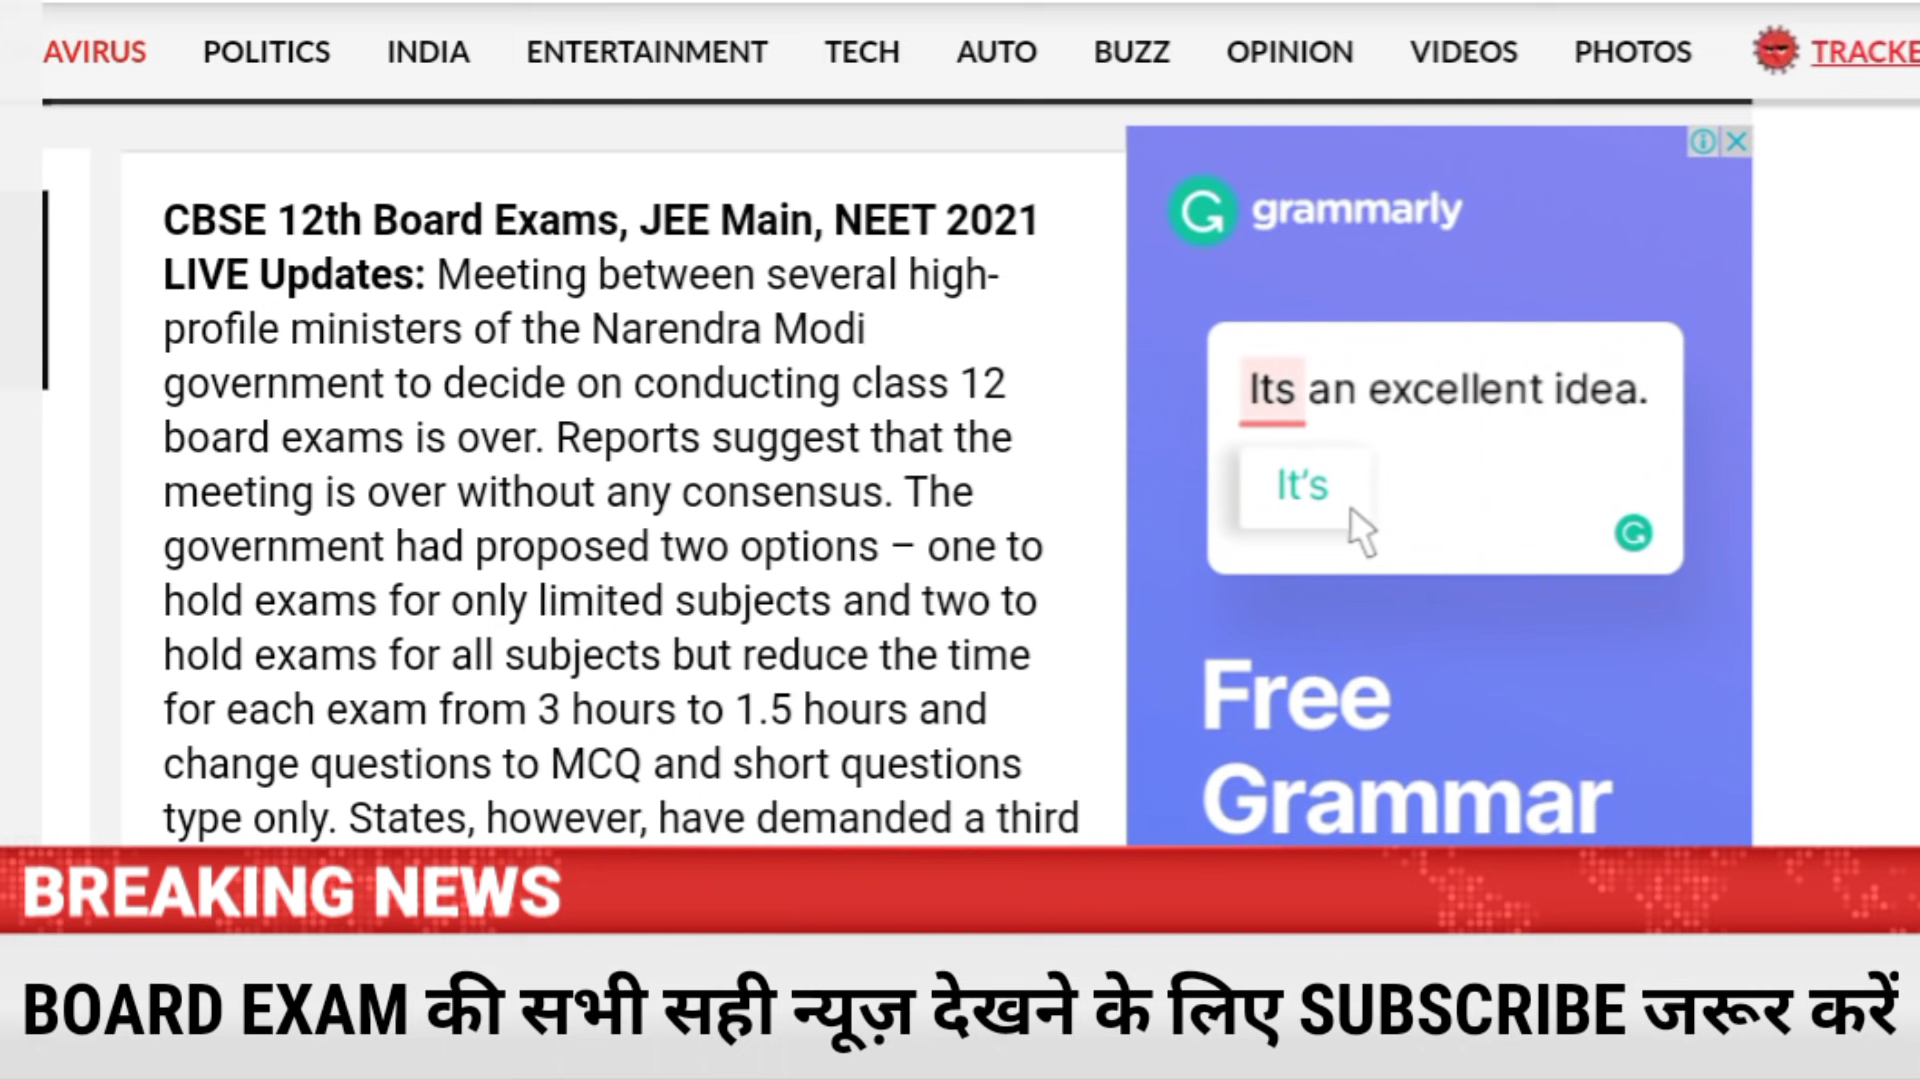 AVIRUS POLITICS INDIA ENTERTAINMENT TECH AUTO BUZZ OPINION VIDEOS PHOTOS TRACKE
CBSE 12th Board Exams, JEE Main, NEET 2021
LIVE Updates: Meeting between several high-
profile ministers of the Narendra Modi
government to decide on conducting class 12
board exams is over. Reports suggest that the
meeting is over without any consensus. The
government had proposed two options – one to
hold exams for only limited subjects and two to
hold exams for all subjects but reduce the time
for each exam from 3 hours to 1.5 hours and
change questions to MCQ and short questions
type only. States, however, have demanded a third
grammarly
Its an excellent idea.
It's
Free
Grammar
BREAKING NEWS
BOARD EXAM की सभी सही न्यूज़ देखने के लिए SUBSCRIBE जरूर करें